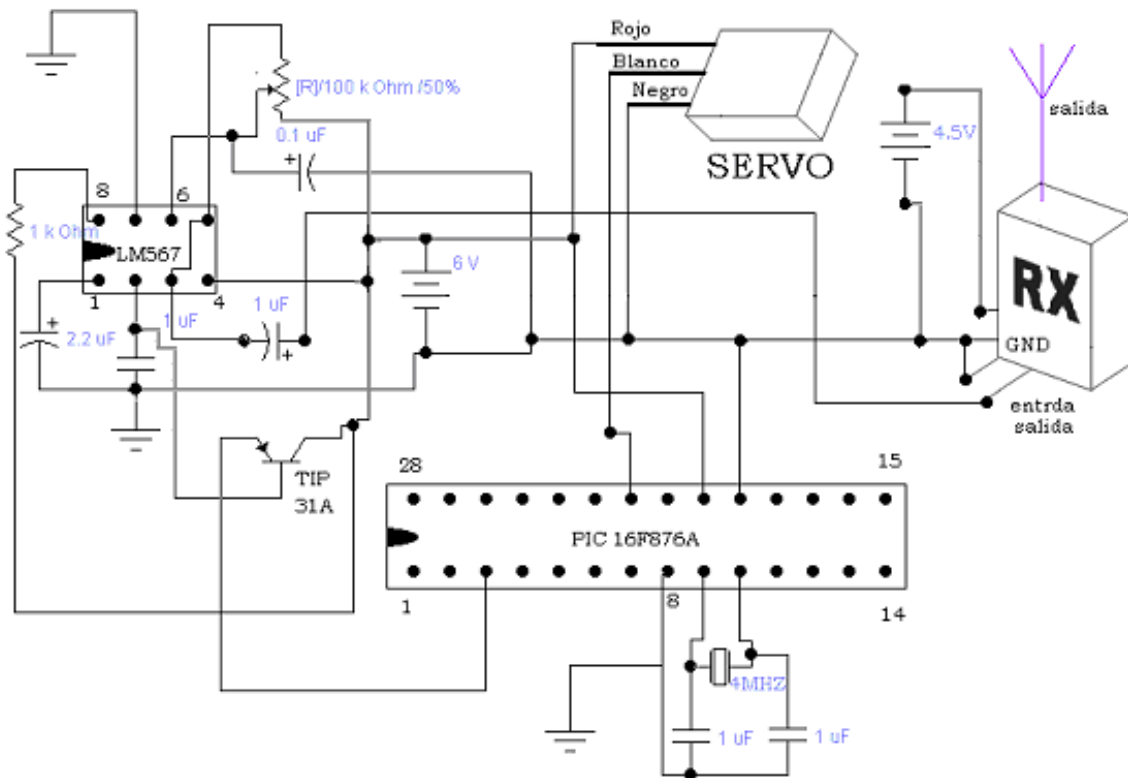 Rojo
Blanco
Negro
SERVO
[R]/100 k Ohm /50%
0.1 uF
4.5V
salida
8
6
1 k Ohm
LM567
1
4
6 V
RX
GND
1 uF
1 uF
2.2 uF
entrda
salida
TIP
31A
28
15
PIC 16F876A
1
8
14
4MHZ
1 uF
1 uF